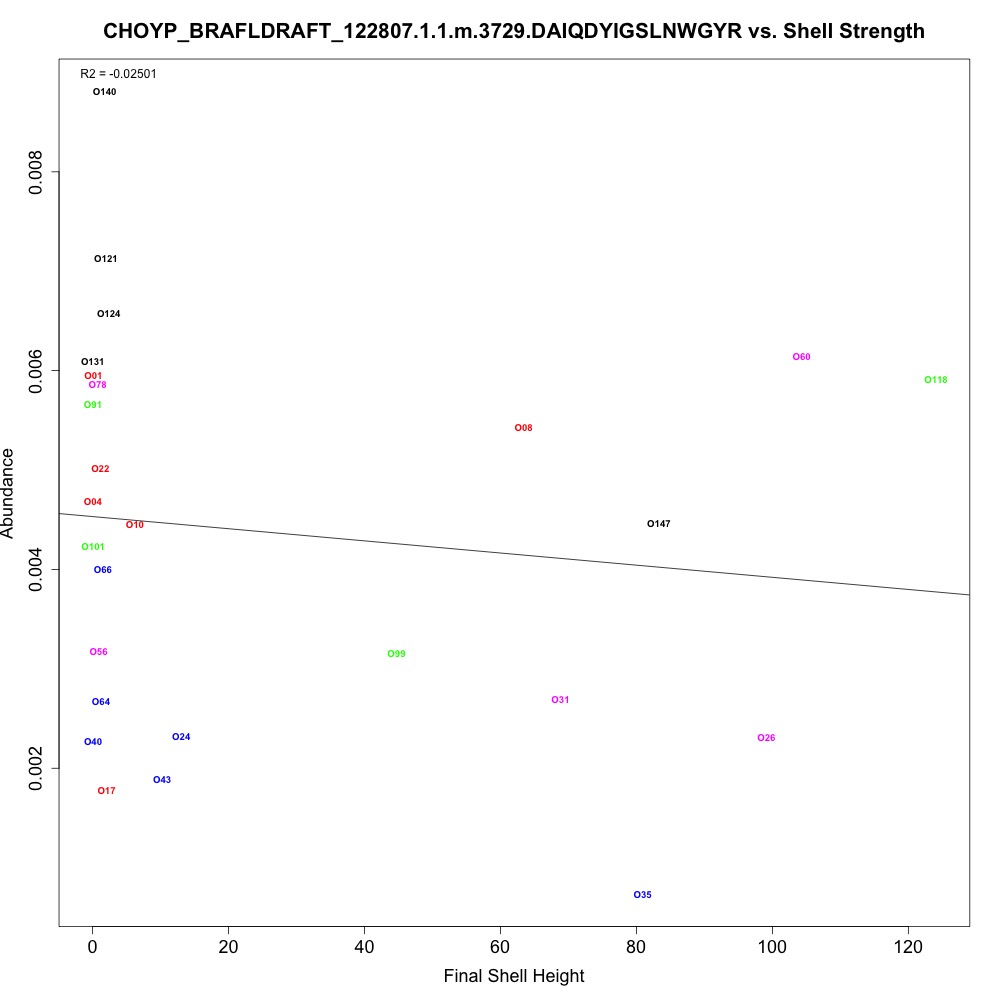 CHOYP_BRAFLDRAFT_122807.1.1.m.3729.DAIQDYIGSLNWGYR vs. Shell Strength
R2 = -0.02501
O140
0.008
O121
O124
O60
O131
0.006
O01
O118
O78
O91
O08
O22
Abundance
O04
O147
O10
O101
0.004
O66
O56
O99
O31
O64
O24
O26
O40
0.002
O43
O17
O35
0 20 40 60 80 100 120
Final Shell Height